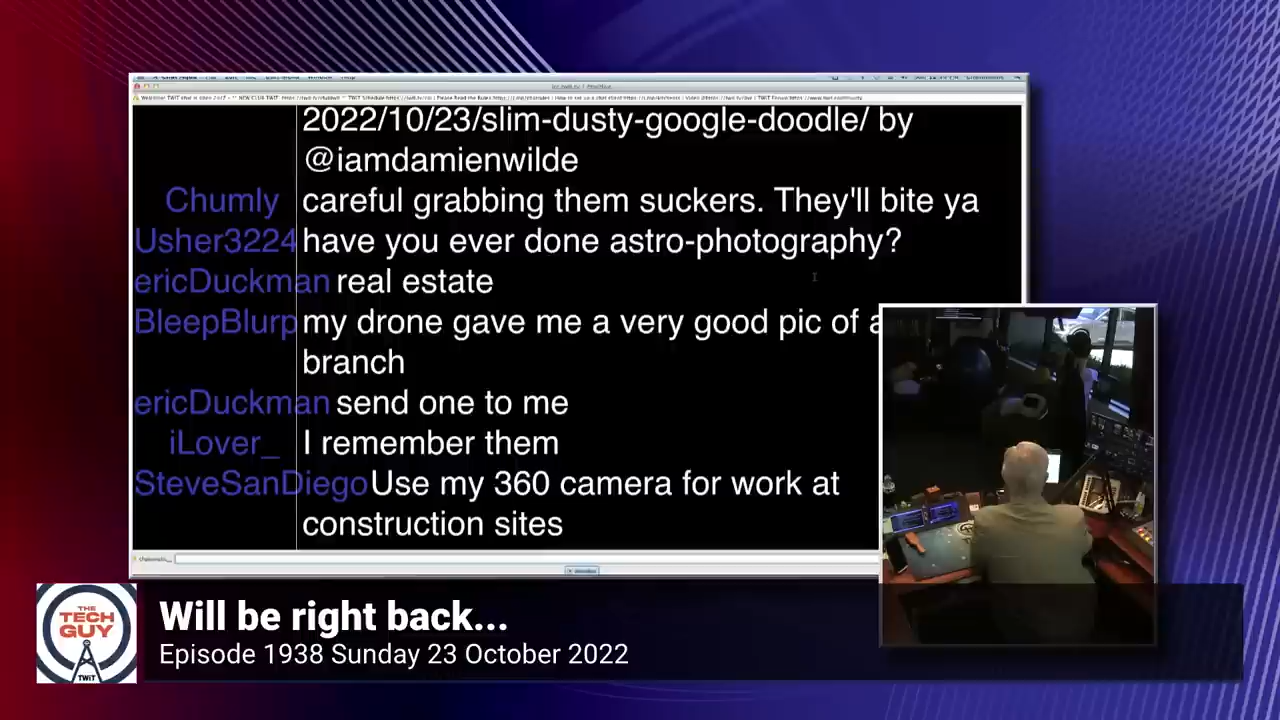 2022/10/23/slim-dusty-google-doodle/ by
@iamdamienwilde
Chumly careful grabbing them suckers. They'll bite ya
Usher3224 have you ever done astro-photography?
ericDuckman real estate
BleepBlurp my drone gave me a very good pic of a
branch
ericDuckman send one to me
iLover_ I remember them
SteveSanDiego Use my 360 camera for work at
construction sites
THE
TECH
GUY
TWiT
Will be right back...
Episode 1938 Sunday 23 October 2022